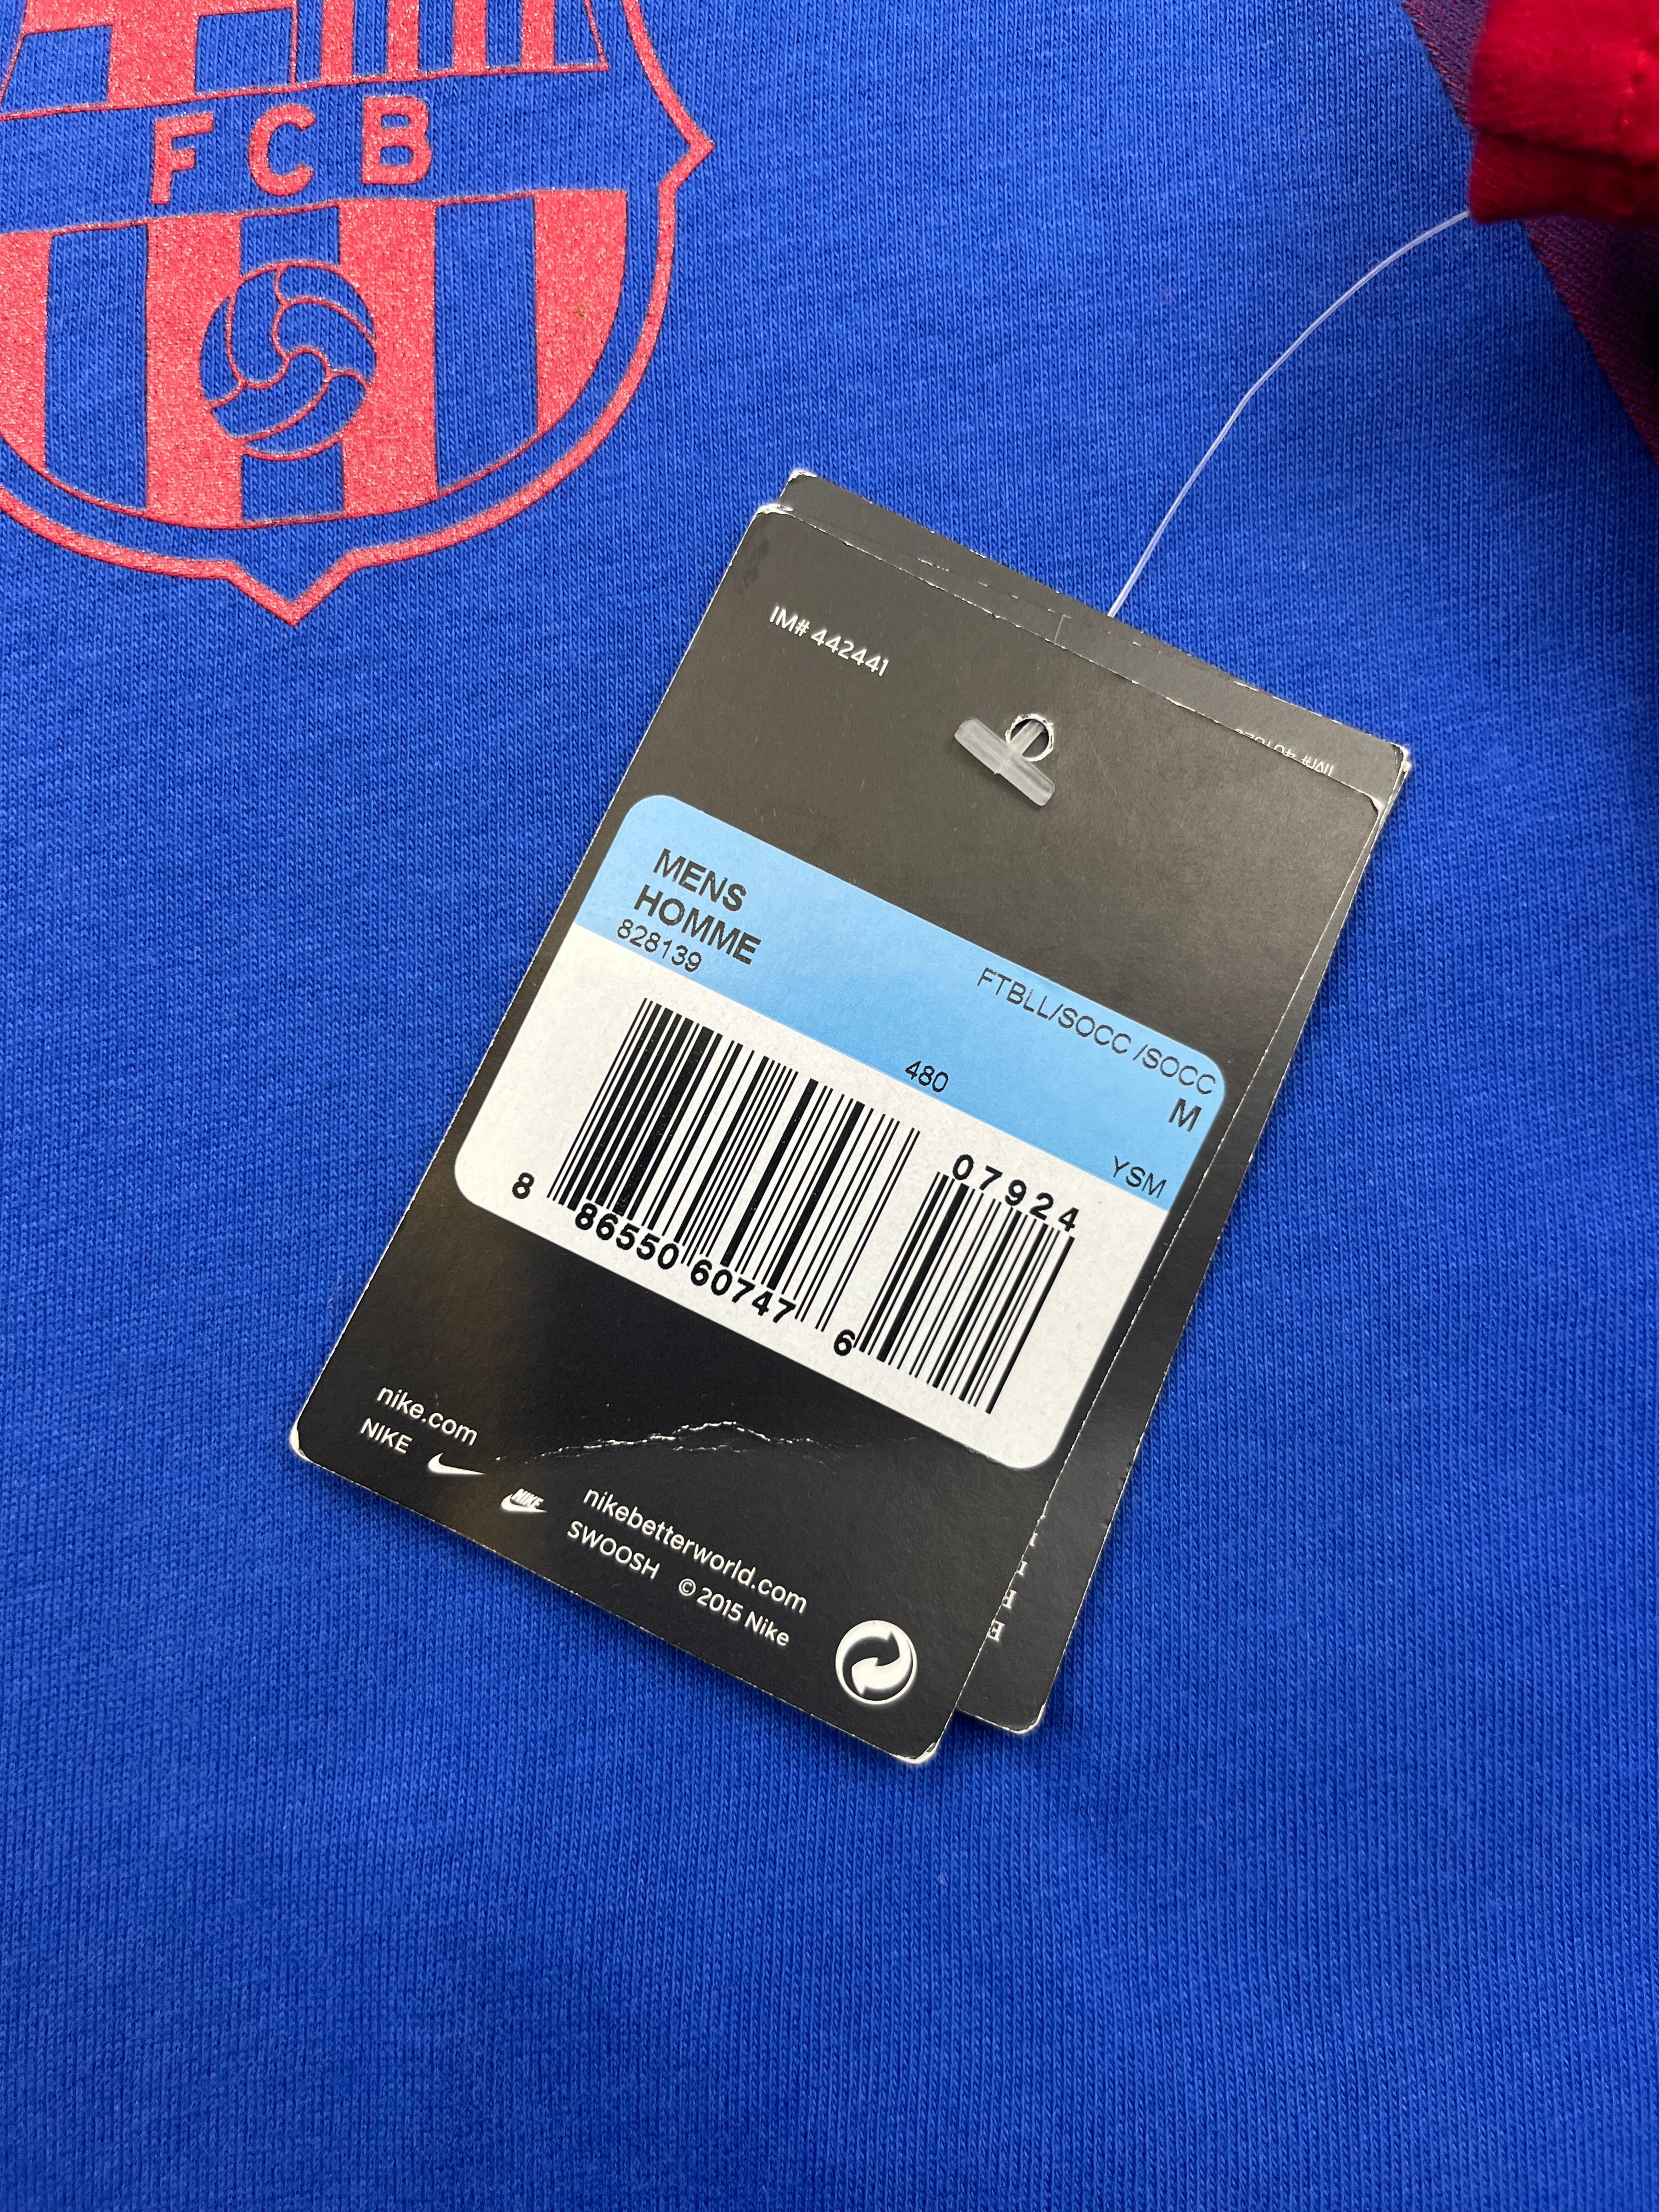 FCB
IM# 442441
MENS
HOMME
828139
FTBLL/SOCC /SOCC
480
M
YSM
07924
8 86550 60747 6
nike.com
NIKE
NIKE
nikebetterworld.com
SWOOSH © 2015 Nike